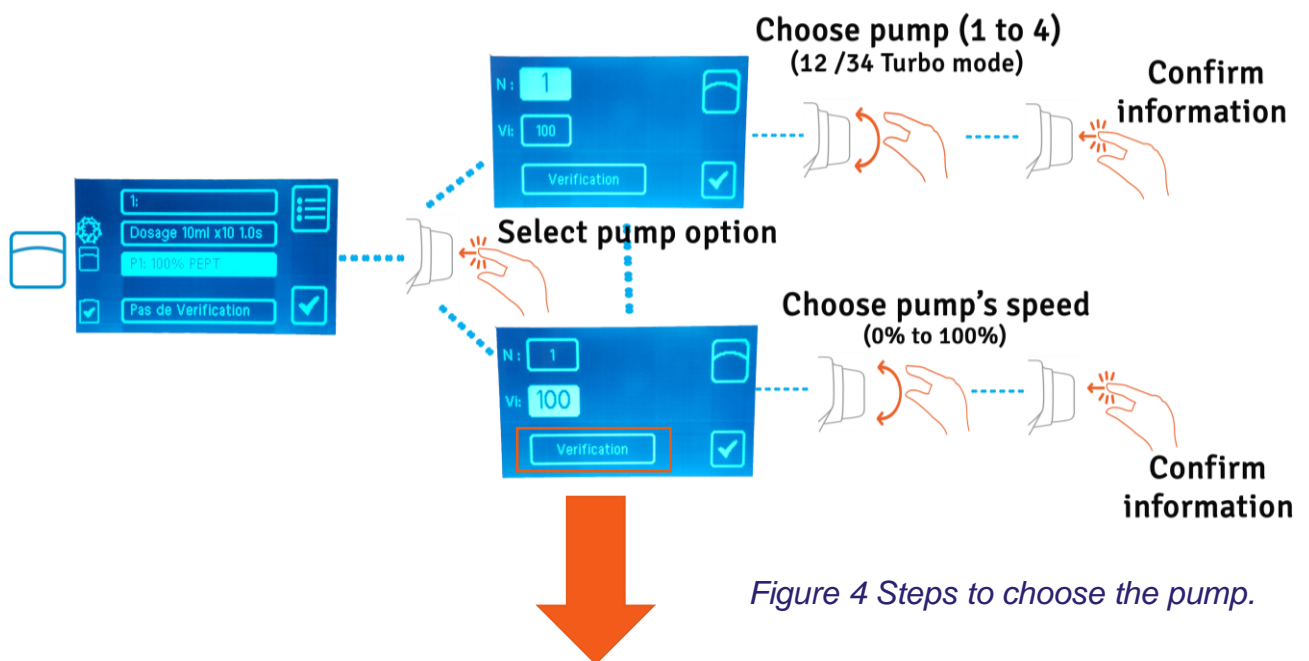 Choose pump (1 to 4)
(12 /34 Turbo mode)
Confirm
information
N :
1
Vi:
100
Verification
1:
Dosage 10ml x10 1.0s
P1: 100% PEPT
Pas de Verification
Select pump option
N :
1
Vi:
100
Verification
Choose pump's speed
(0% to 100%)
Confirm
information
Figure 4 Steps to choose the pump.